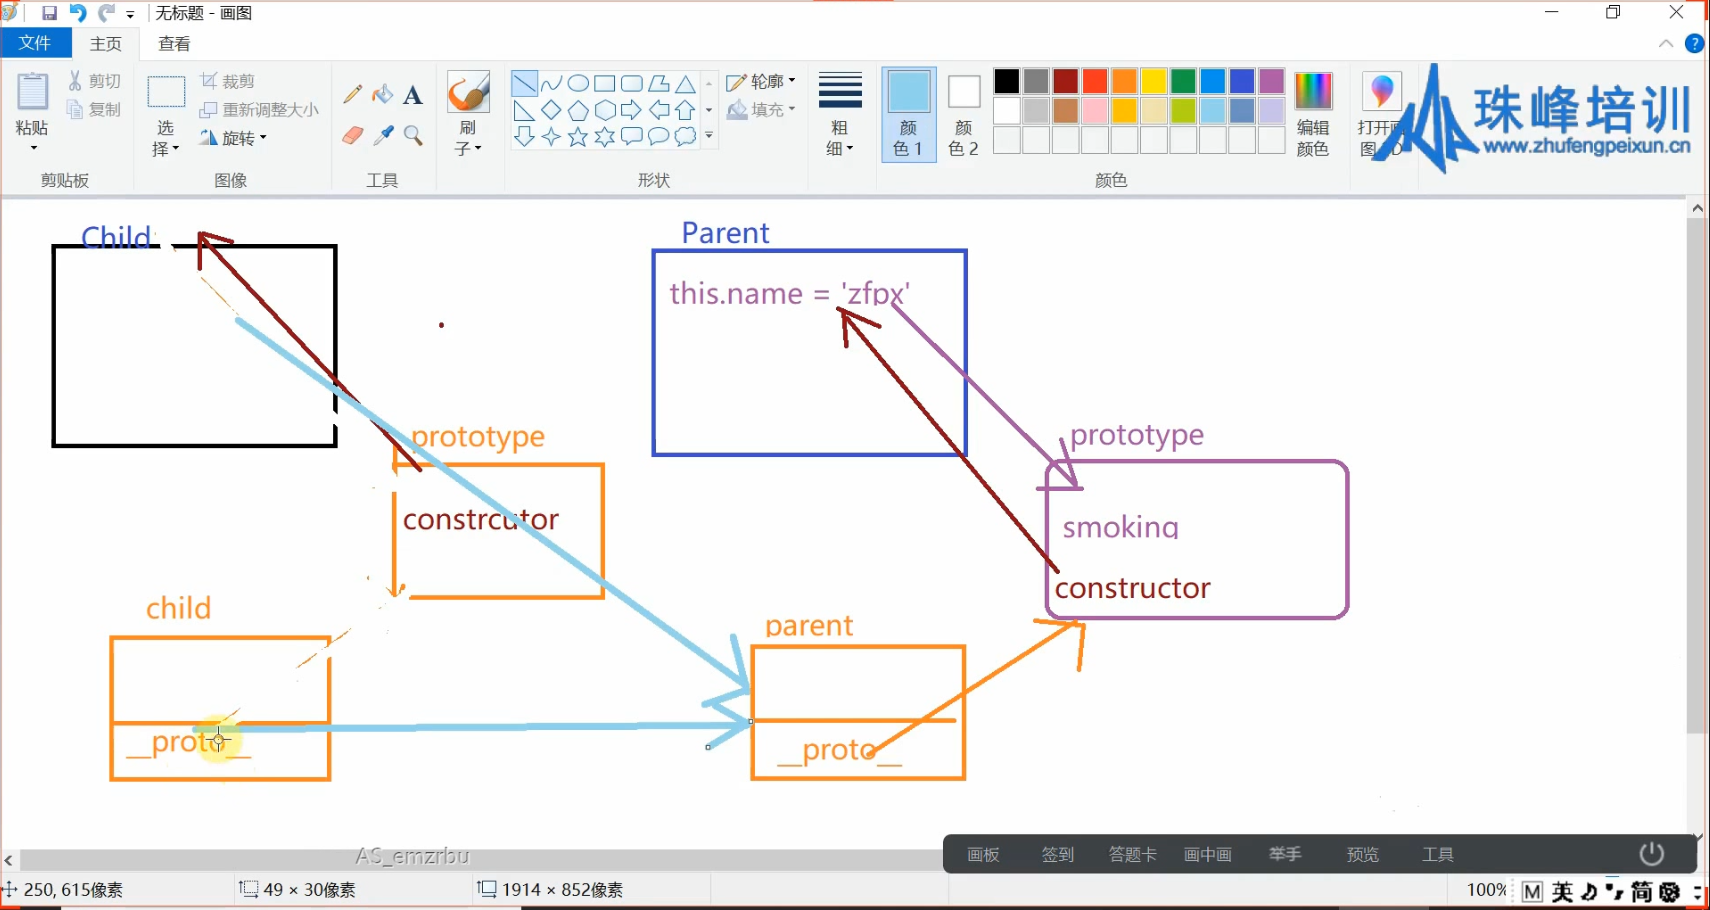 无标题 - 画图
文件
主页
查看
粘贴
剪切
复制
剪贴板
选择
裁剪
重新调整大小
旋转
图像
A
工具
刷子
轮廓
填充
形状
粗细
颜色 1
颜色 2
编辑颜色
颜色
珠峰培训
www.zhufengpeixun.cn
Child
Parent
this.name = 'zfpx'
prototype
prototype
constrcutor
smoking
constructor
child
parent
__proto__
__proto__
AS_emzrbu
画板
签到
答题卡
画中画
举手
预览
工具
250, 615像素
49 × 30像素
1914 × 852像素
100%
M
英
简